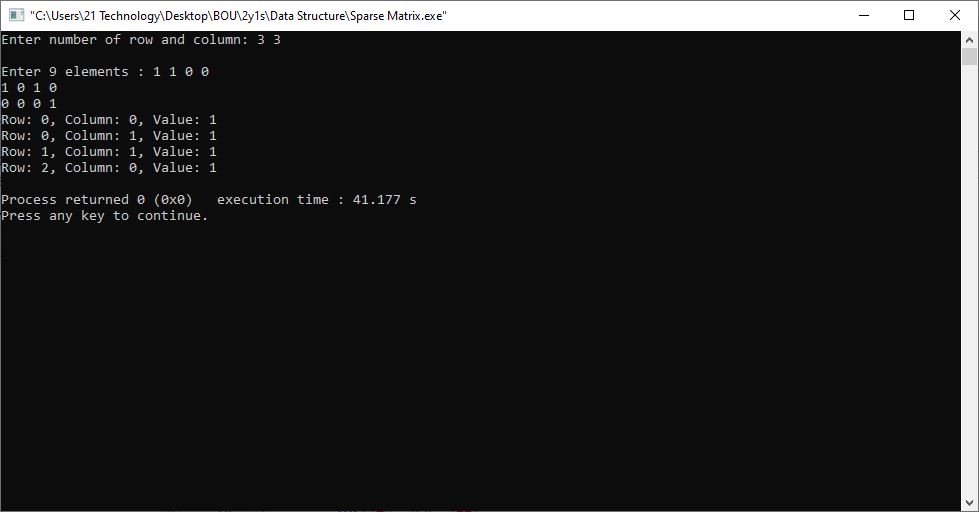 "C:\Users\21 Technology\Desktop\BOU\2y1s\Data Structure\Sparse Matrix.exe"
Enter number of row and column: 3 3
Enter 9 elements : 1 1 0 0
1 0 1 0
0 0 0 1
Row: 0, Column: 0, Value: 1
Row: 0, Column: 1, Value: 1
Row: 1, Column: 1, Value: 1
Row: 2, Column: 0, Value: 1
Process returned 0 (0x0)   execution time : 41.177 s
Press any key to continue.